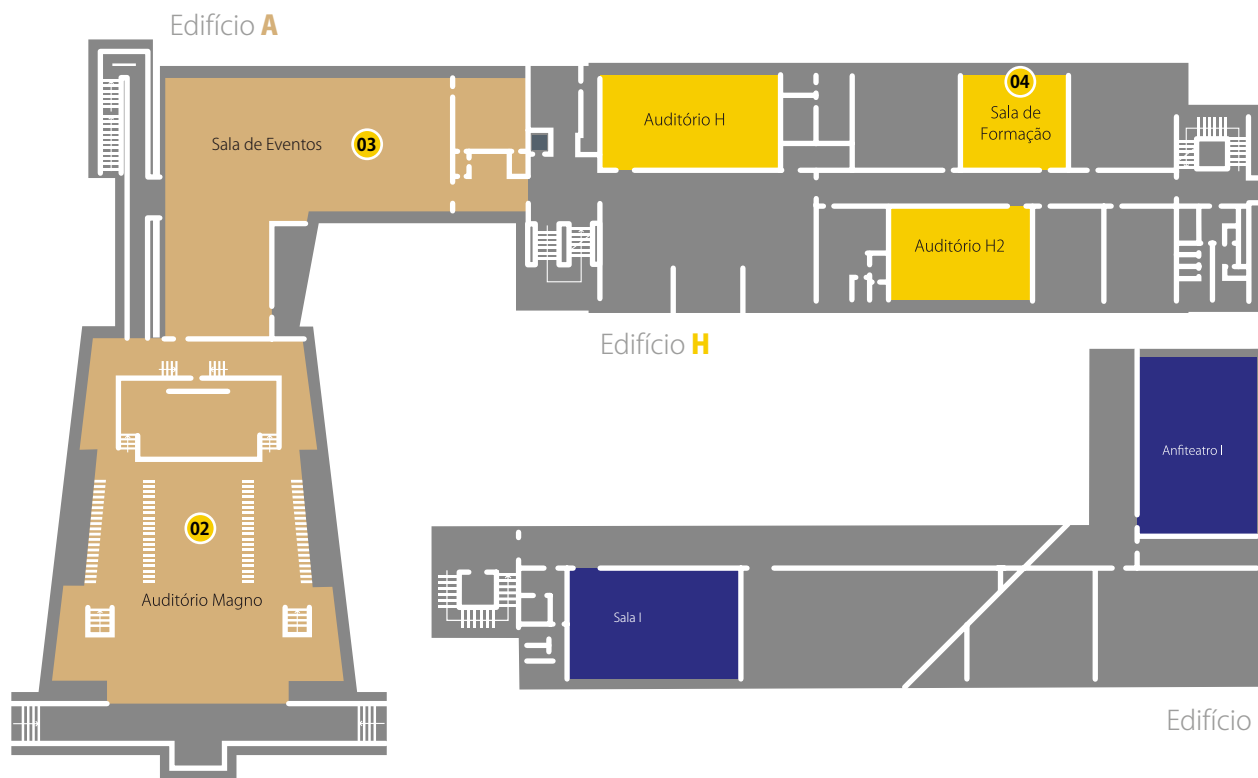 Edifício A
Sala de Eventos
03
Auditório H
04
Sala de
Formação
Auditório H2
Edifício H
Anfiteatro I
02
Auditório Magno
Sala I
Edifício